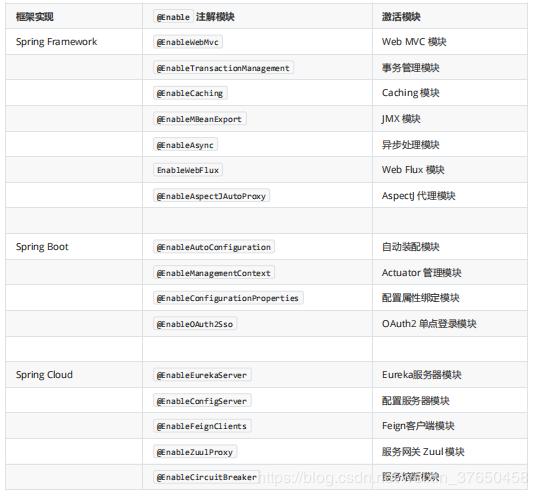 框架实现 @Enable 注解模块 激活模块
Spring Framework @EnableWebMvc Web MVC 模块
@EnableTransactionManagement 事务管理模块
@EnableCaching Caching 模块
@EnableMBeanExport JMX 模块
@EnableAsync 异步处理模块
EnableWebFlux Web Flux 模块
@EnableAspectJAutoProxy AspectJ 代理模块
Spring Boot @EnableAutoConfiguration 自动装配模块
@EnableManagementContext Actuator 管理模块
@EnableConfigurationProperties 配置属性绑定模块
@EnableOAuth2Sso OAuth2 单点登录模块
Spring Cloud @EnableEurekaServer Eureka服务器模块
@EnableConfigServer 配置服务器模块
@EnableFeignClients Feign客户端模块
@EnableZuulProxy 服务网关 Zuul 模块
@EnableCircuitBreaker 服务熔断模块